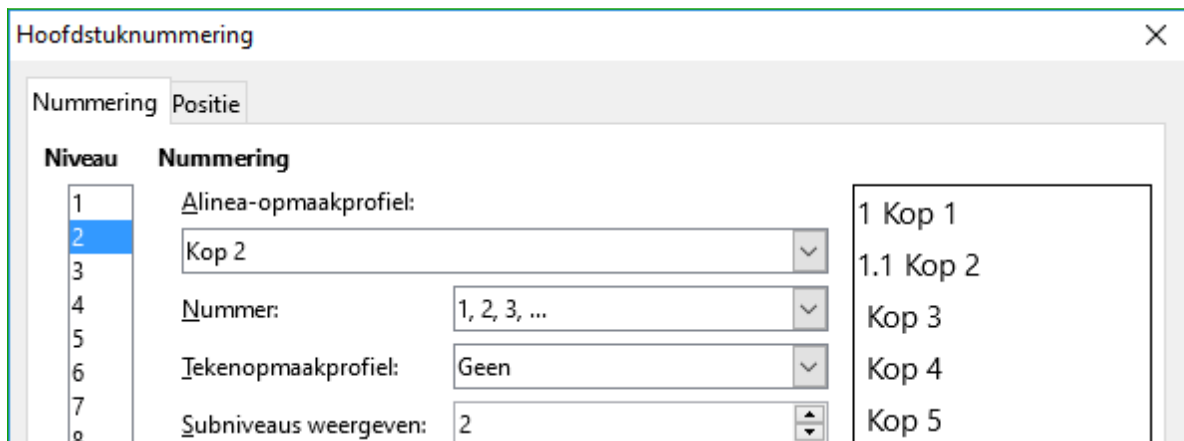 Hoofdstuknummering
Nummering Positie
Niveau Nummering
1
2
3
4
5
6
7
8
Alinea-opmaakprofiel:
Kop 2
Nummer: 1, 2, 3, ...
Tekenopmaakprofiel: Geen
Subniveaus weergeven: 2
1 Kop 1
1.1 Kop 2
Kop 3
Kop 4
Kop 5